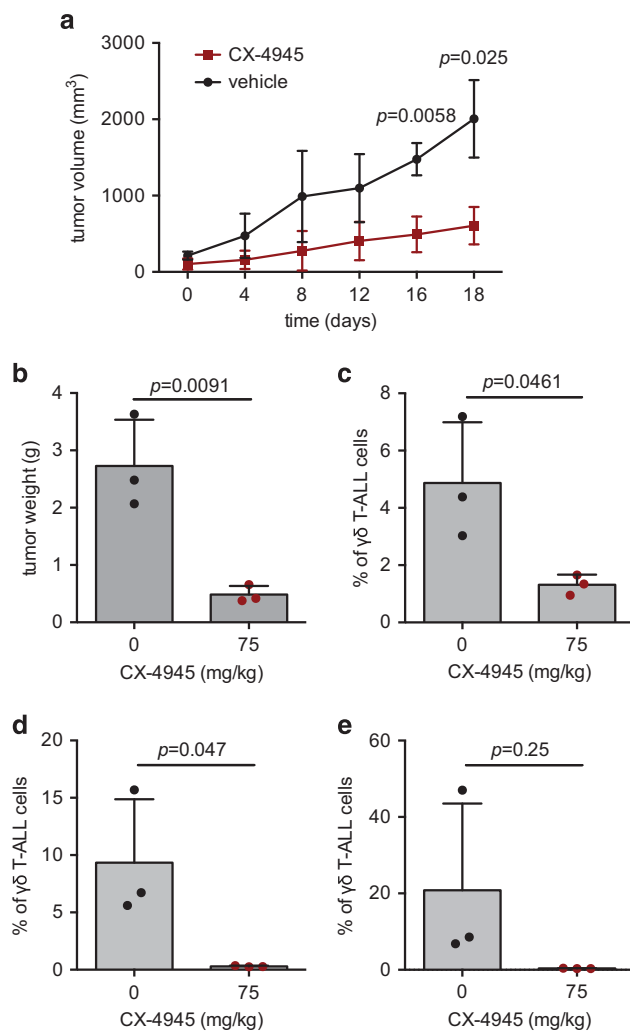 a
3000
2000
1000
0
tumor volume (mm³)
CX-4945
vehicle
p=0.0058
p=0.025
0 4 8 12 16 18
time (days)
b
p=0.0091
4
3
2
1
0
tumor weight (g)
0 75
CX-4945 (mg/kg)
c
p=0.0461
8
6
4
2
0
% of γδ T-ALL cells
0 75
CX-4945 (mg/kg)
d
p=0.047
20
15
10
5
0
% of γδ T-ALL cells
0 75
CX-4945 (mg/kg)
e
p=0.25
60
40
20
0
% of γδ T-ALL cells
0 75
CX-4945 (mg/kg)